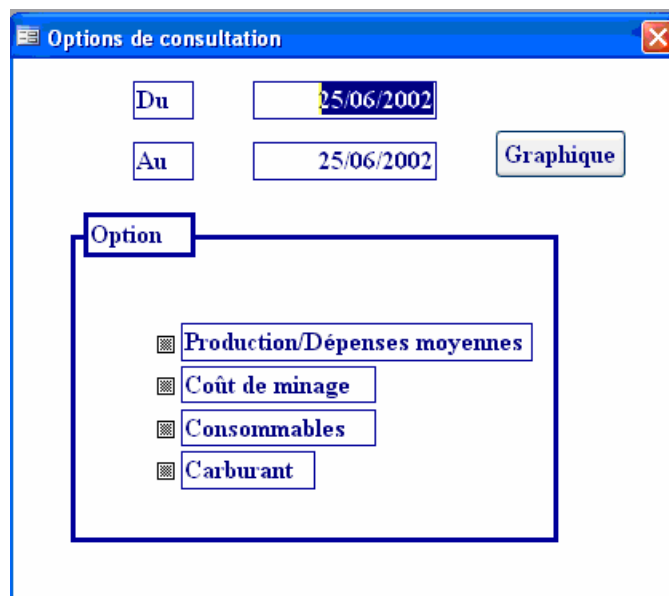 Options de consultation
Du 25/06/2002
Au 25/06/2002
Graphique
Option
Production/Dépenses moyennes
Coût de minage
Consommables
Carburant